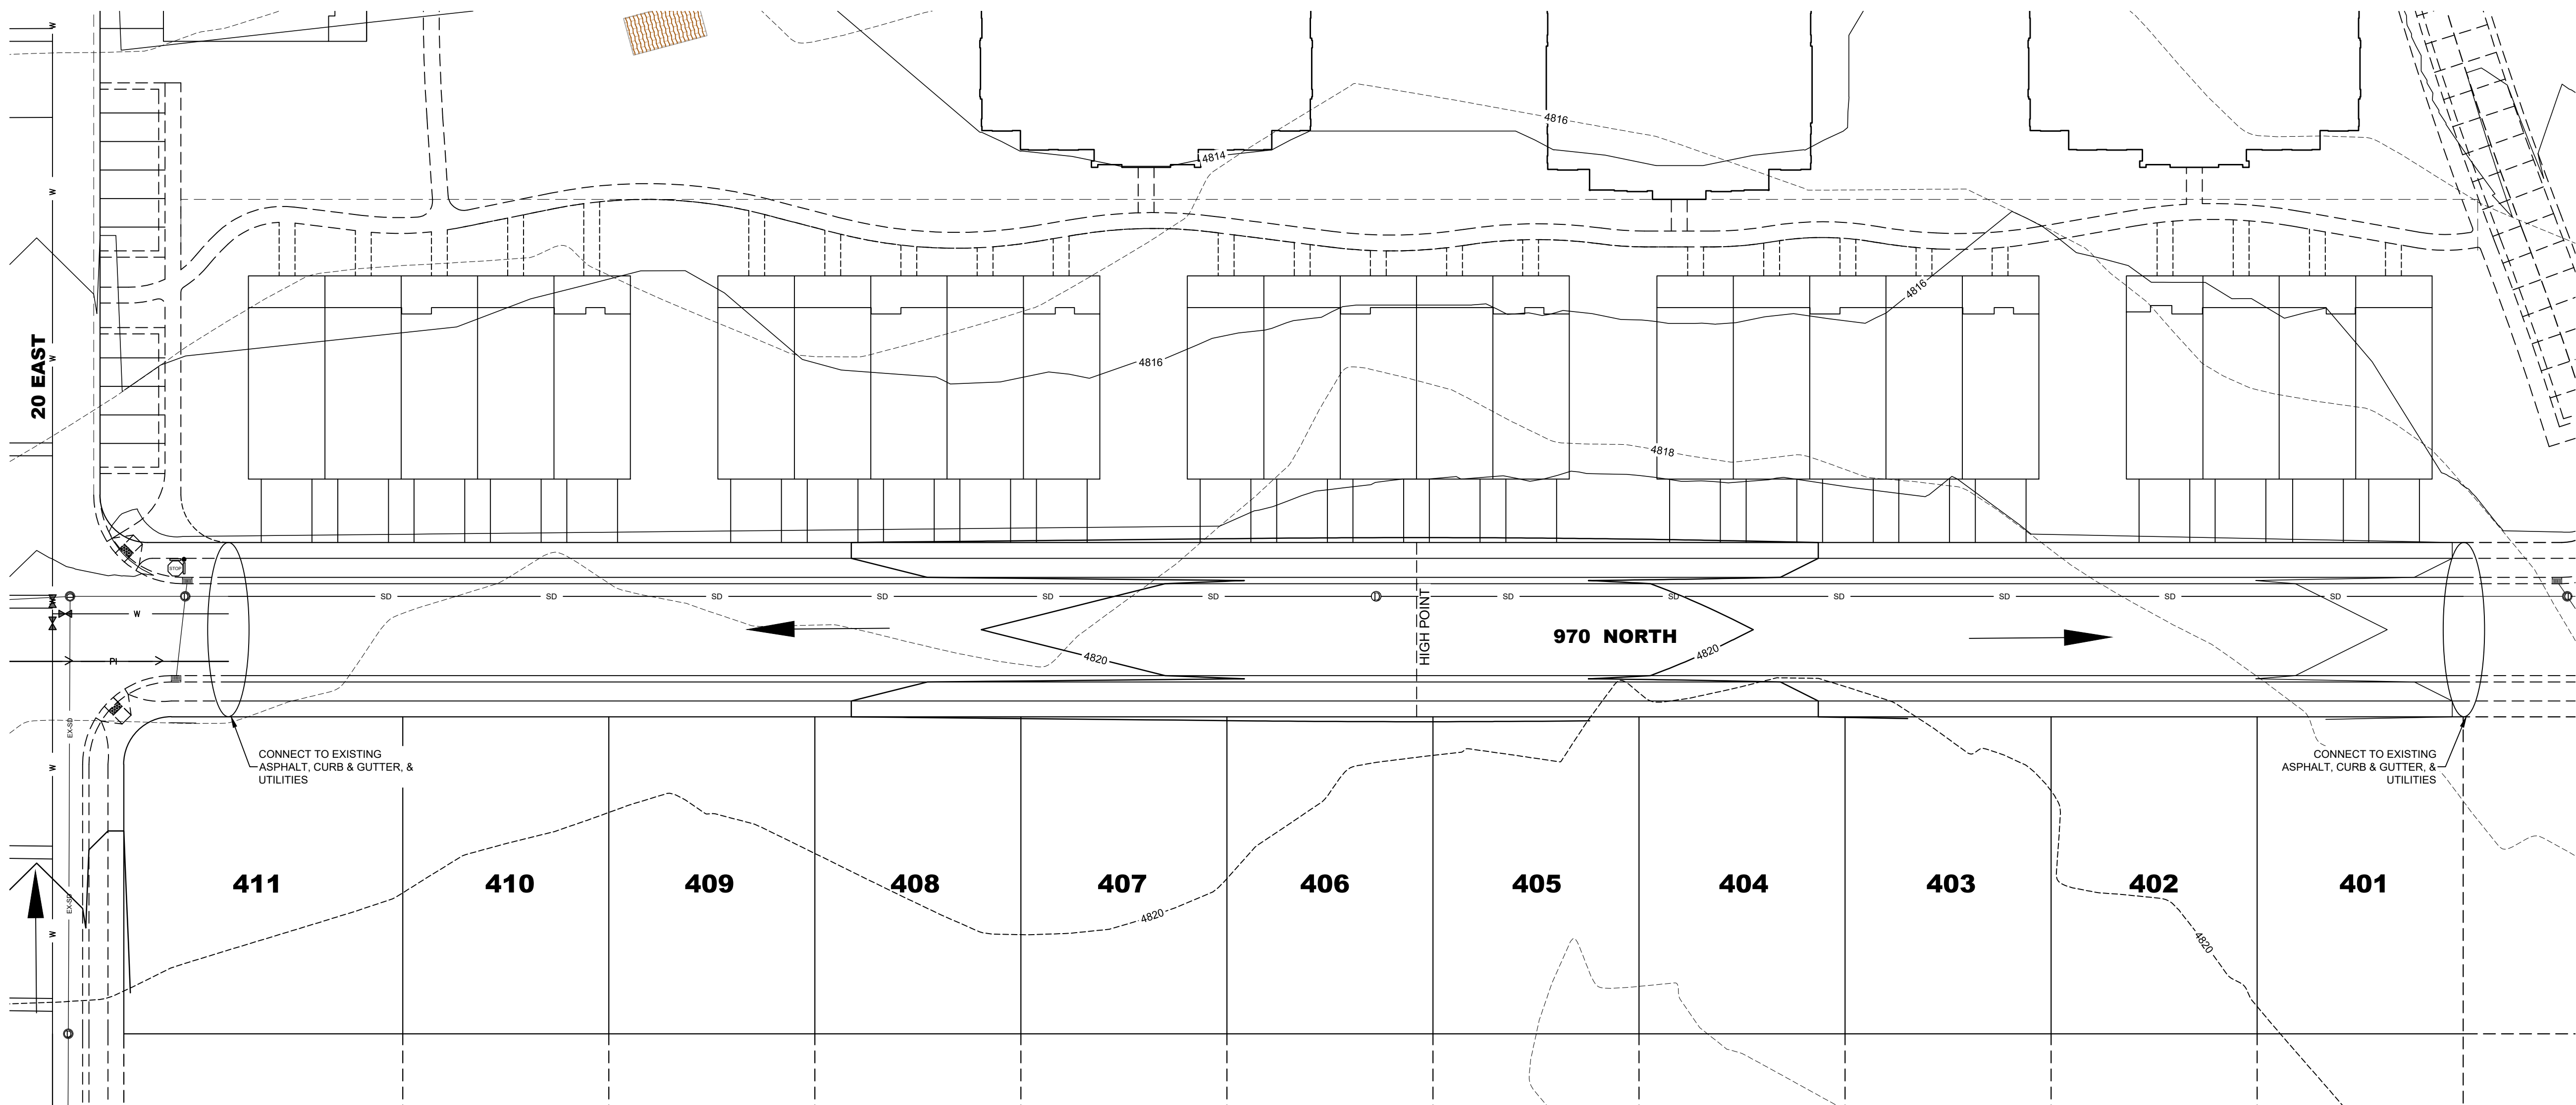 W
W
4816
4814
20 EAST
W
4816
4816
4818
STOP
SD
SD
SD
SD
SD
SD
SD
SD
SD
SD
SD
SD
W
W
HIGH POINT
970 NORTH
4820
4820
PI
EX-SD
CONNECT TO EXISTING
ASPHALT, CURB & GUTTER, &
UTILITIES
CONNECT TO EXISTING
ASPHALT, CURB & GUTTER, &
UTILITIES
W
411
410
409
408
407
406
405
404
403
402
401
EX-SD
4820
4820
W